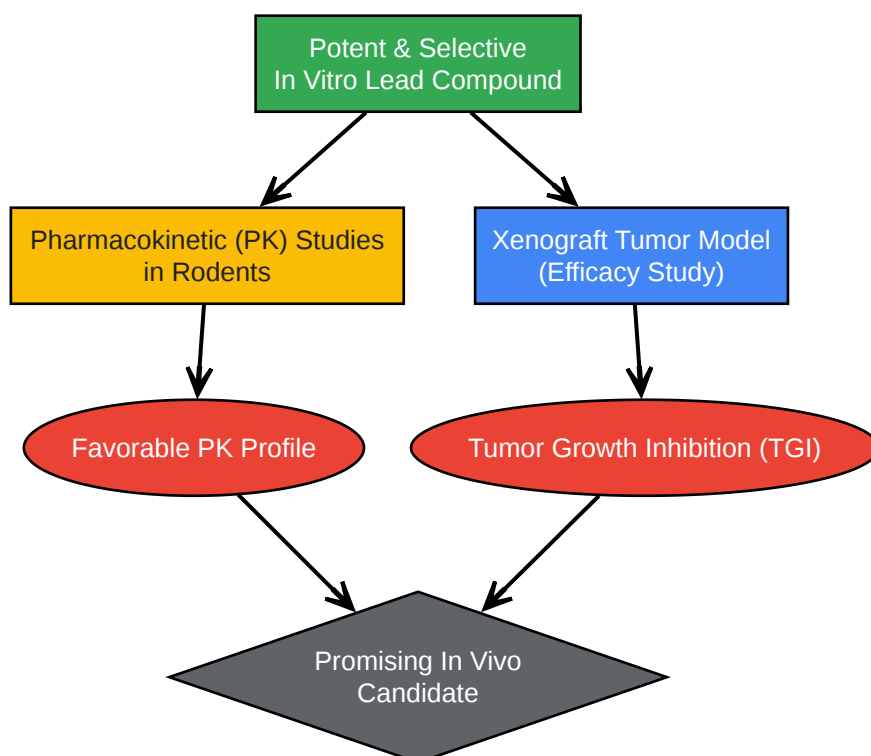 Potent & Selective
In Vitro Lead Compound
Pharmacokinetic (PK) Studies
in Rodents
Xenograft Tumor Model
(Efficacy Study)
Favorable PK Profile
Tumor Growth Inhibition (TGI)
Promising In Vivo
Candidate